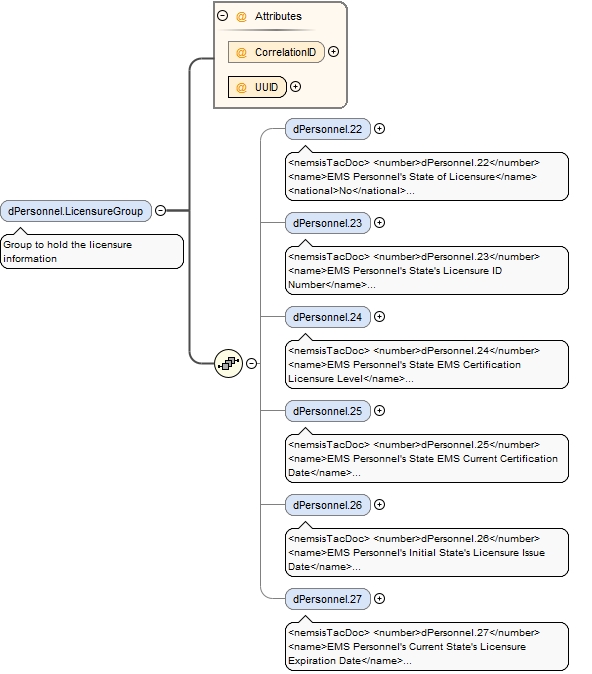 @ Attributes
@ CorrelationID
@ UUID
dPersonnel.22
<nemsisTacDoc> <number>dPersonnel.22</number>
<name>EMS Personnel's State of Licensure</name>
<national>No</national>...
dPersonnel.LicensureGroup
Group to hold the licensure
information
dPersonnel.23
<nemsisTacDoc> <number>dPersonnel.23</number>
<name>EMS Personnel's State's Licensure ID
Number</name>...
dPersonnel.24
<nemsisTacDoc> <number>dPersonnel.24</number>
<name>EMS Personnel's State EMS Certification
Licensure Level</name>...
dPersonnel.25
<nemsisTacDoc> <number>dPersonnel.25</number>
<name>EMS Personnel's State EMS Current Certification
Date</name>...
dPersonnel.26
<nemsisTacDoc> <number>dPersonnel.26</number>
<name>EMS Personnel's Initial State's Licensure Issue
Date</name>...
dPersonnel.27
<nemsisTacDoc> <number>dPersonnel.27</number>
<name>EMS Personnel's Current State's Licensure
Expiration Date</name>...